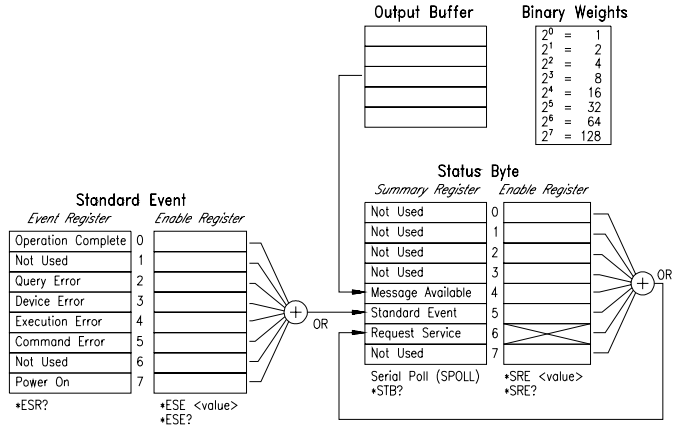 Output Buffer
Binary Weights
2⁰ = 1
2¹ = 2
2² = 4
2³ = 8
2⁴ = 16
2⁵ = 32
2⁶ = 64
2⁷ = 128
Status Byte
Summary Register
Enable Register
Not Used 0
Not Used 1
Not Used 2
Not Used 3
Message Available 4
Standard Event 5
Request Service 6
Not Used 7
OR
Serial Poll (SPOLL)
*STB?
*SRE <value>
*SRE?
Standard Event
Event Register
Enable Register
Operation Complete 0
Not Used 1
Query Error 2
Device Error 3
Execution Error 4
Command Error 5
Not Used 6
Power On 7
+
OR
+
*ESR?
*ESE <value>
*ESE?